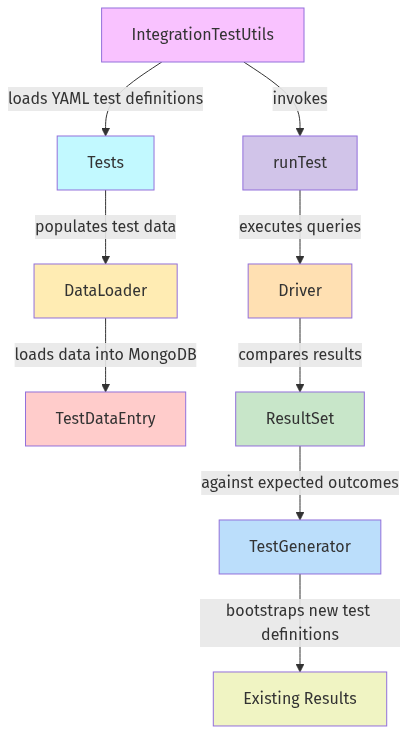 IntegrationTestUtils
loads YAML test definitions
invokes
Tests
runTest
populates test data
executes queries
DataLoader
Driver
loads data into MongoDB
compares results
TestDataEntry
ResultSet
against expected outcomes
TestGenerator
bootstraps new test
definitions
Existing Results